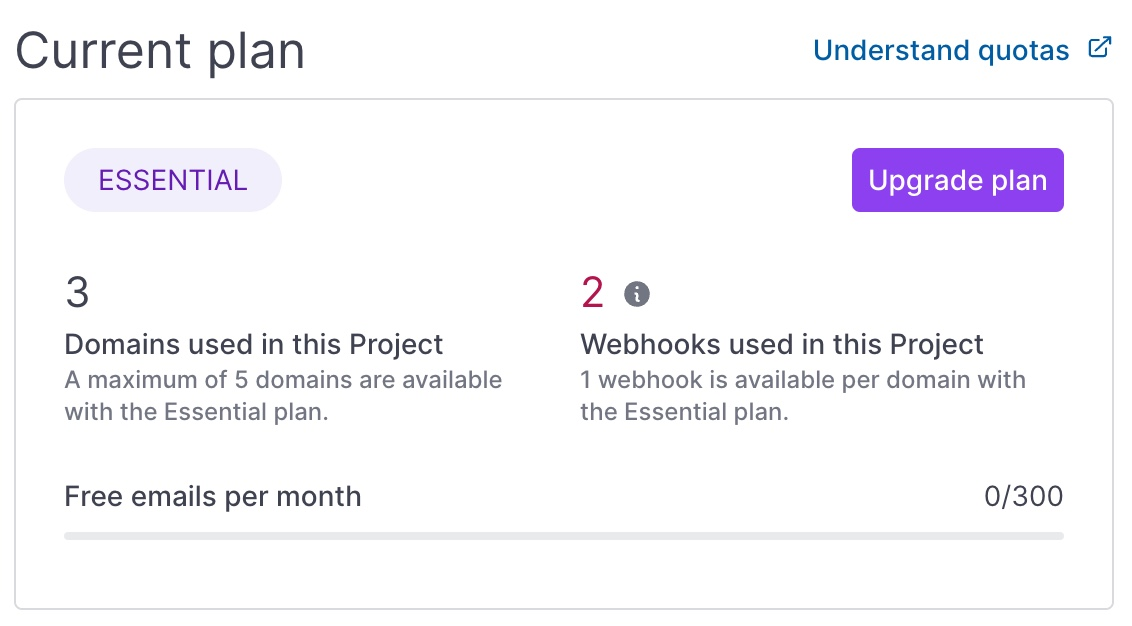 Current plan
Understand quotas
ESSENTIAL
Upgrade plan
3
Domains used in this Project
A maximum of 5 domains are available
with the Essential plan.
2
Webhooks used in this Project
1 webhook is available per domain with
the Essential plan.
Free emails per month
0/300